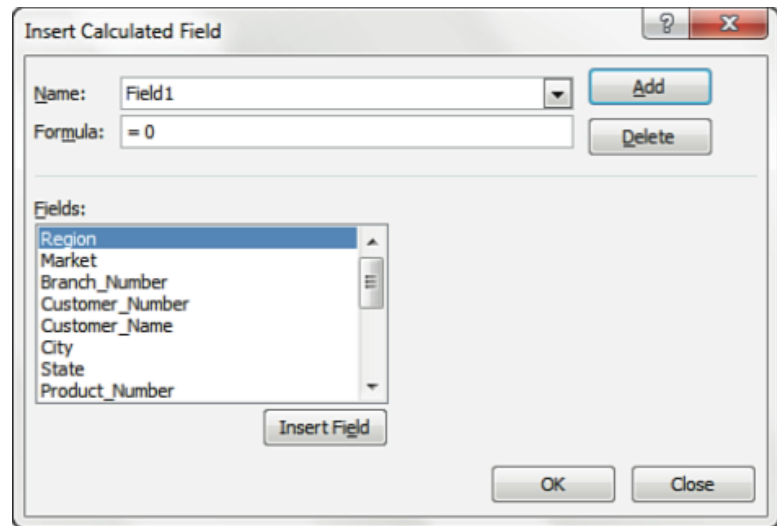 Insert Calculated Field
Name: Field1 Add
Formula: = 0 Delete
Fields:
Region
Market
Branch_Number
Customer_Number
Customer_Name
City
State
Product_Number
Insert Field
OK Close